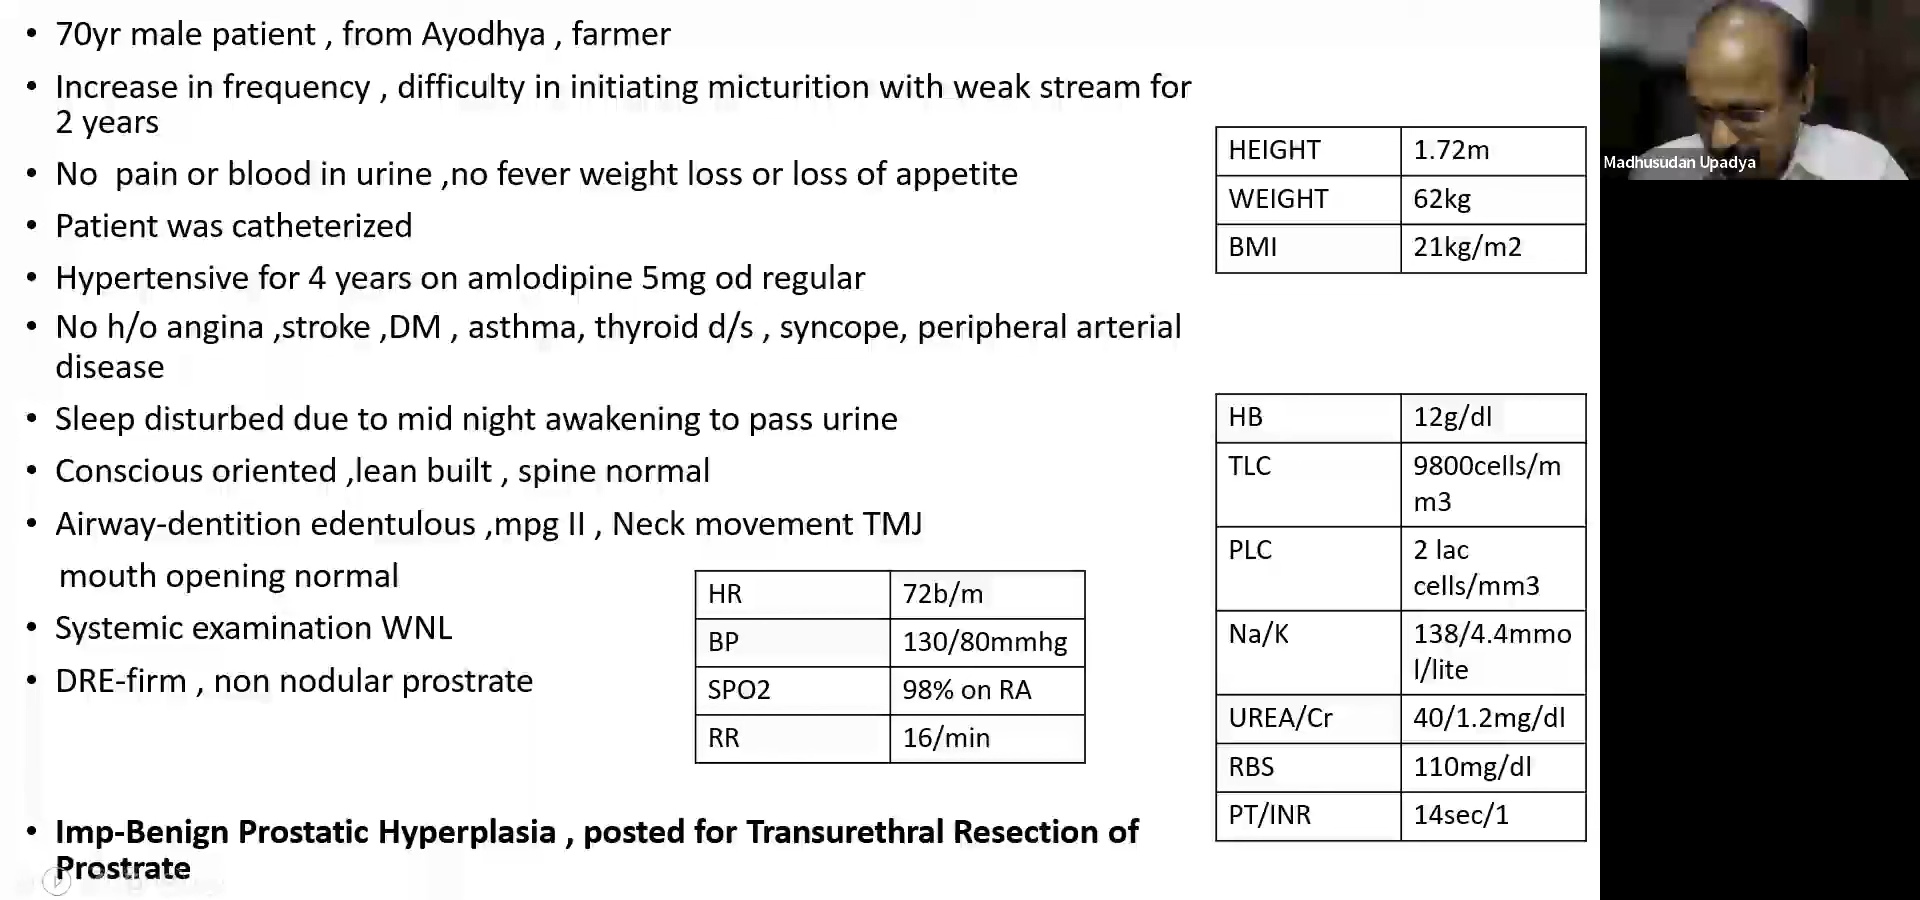 • 70yr male patient , from Ayodhya , farmer
• Increase in frequency , difficulty in initiating micturition with weak stream for
2 years
• No pain or blood in urine ,no fever weight loss or loss of appetite
• Patient was catheterized
• Hypertensive for 4 years on amlodipine 5mg od regular
• No h/o angina ,stroke ,DM , asthma, thyroid d/s , syncope, peripheral arterial
disease
• Sleep disturbed due to mid night awakening to pass urine
• Conscious oriented ,lean built , spine normal
• Airway-dentition edentulous ,mpg II , Neck movement TMJ
mouth opening normal
• Systemic examination WNL
• DRE-firm , non nodular prostrate
• Imp-Benign Prostatic Hyperplasia , posted for Transurethral Resection of
Prostrate
HR 72b/m
BP 130/80mmhg
SPO2 98% on RA
RR 16/min
HEIGHT 1.72m
WEIGHT 62kg
BMI 21kg/m2
HB 12g/dl
TLC 9800cells/m
m3
PLC 2 lac
cells/mm3
Na/K 138/4.4mmo
l/lite
UREA/Cr 40/1.2mg/dl
RBS 110mg/dl
PT/INR 14sec/1
Madhusudan Upadya